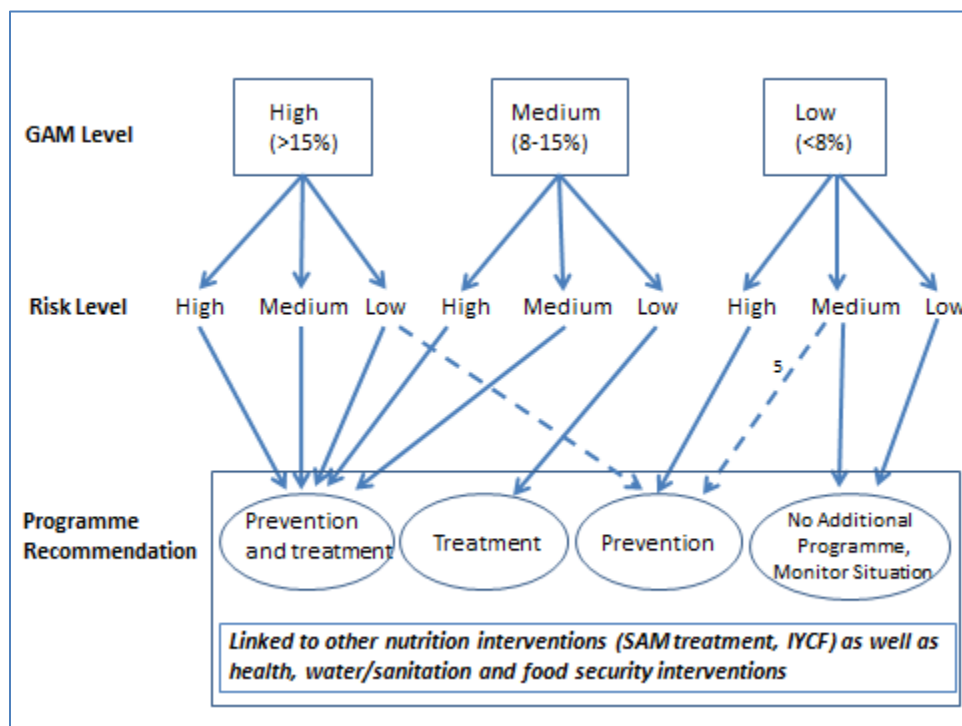 GAM Level
High
(>15%)
Medium
(8-15%)
Low
(<8%)
Risk Level
High
Medium
Low
High
Medium
Low
High
Medium
Low
5
Programme
Recommendation
Prevention
and treatment
Treatment
Prevention
No Additional
Programme,
Monitor Situation
Linked to other nutrition interventions (SAM treatment, IYCF) as well as
health, water/sanitation and food security interventions